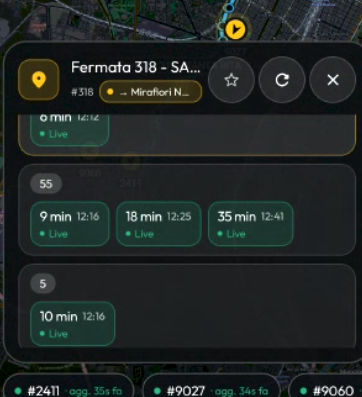 Fermata 318 - SA...
#318 → Mirafiori N...
6 min 12:12
Live
55
9 min 12:16 18 min 12:25 35 min 12:41
Live Live Live
5
10 min 12:16
Live
#2411 · agg. 35s fa #9027 · agg. 34s fa #9060